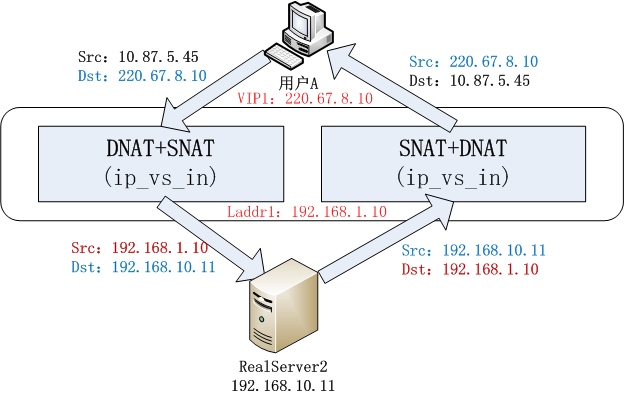 Src：10.87.5.45
Dst：220.67.8.10
用户A
Src：220.67.8.10
Dst：10.87.5.45
VIP1：220.67.8.10
DNAT+SNAT
(ip_vs_in)
SNAT+DNAT
(ip_vs_in)
Laddr1：192.168.1.10
Src：192.168.1.10
Dst：192.168.10.11
Src：192.168.10.11
Dst：192.168.1.10
RealServer2
192.168.10.11